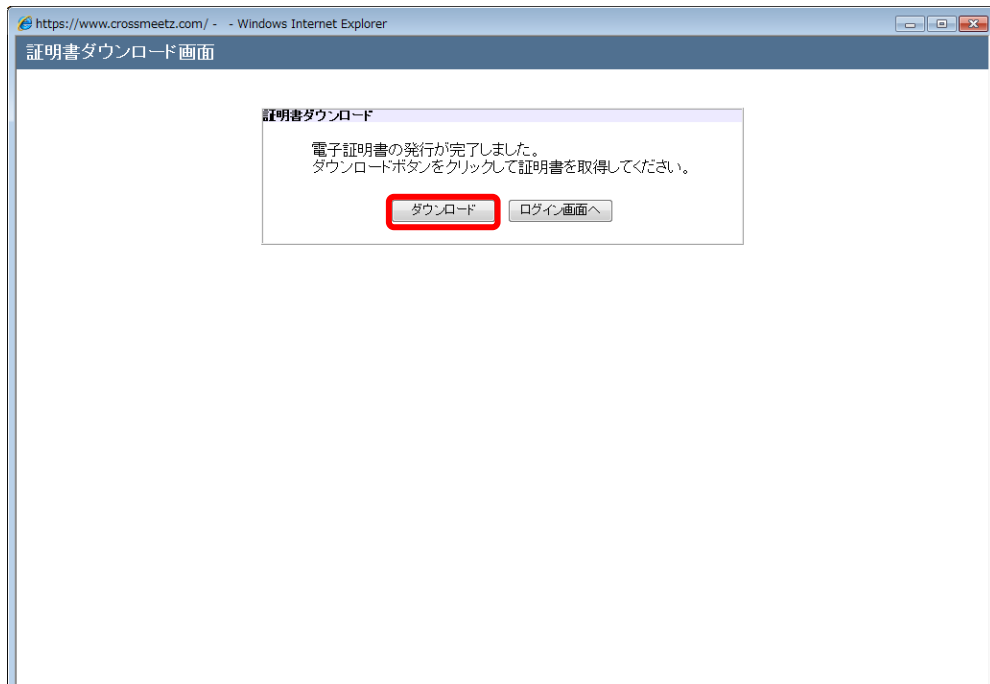 https://www.crossmeetz.com/ - - Windows Internet Explorer
証明書ダウンロード画面
証明書ダウンロード
電子証明書の発行が完了しました。
ダウンロードボタンをクリックして証明書を取得してください。
ダウンロード ログイン画面へ